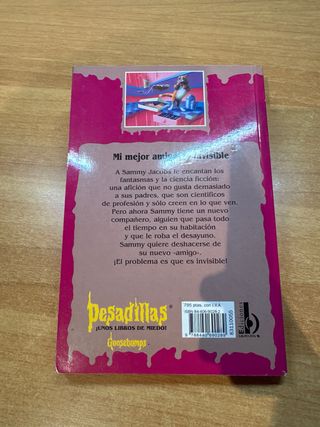 Mi mejor amigo es invisible
A Sammy Jacobs le encantan los
fantasmas y la ciencia ficción:
una afición que no gusta demasiado
a sus padres, que son científicos
de profesión y sólo creen en lo que ven.
Pero ahora Sammy tiene un nuevo
compañero, alguien que pasa todo
el tiempo en su habitación
y que le roba el desayuno.
Sammy quiere deshacerse de
su nuevo «amigo».
¡El problema es que es invisible!
Pesadillas
¡UNOS LIBROS DE MIEDO!
Goosebumps
795 ptas. con I.V.A.
Ediciones B